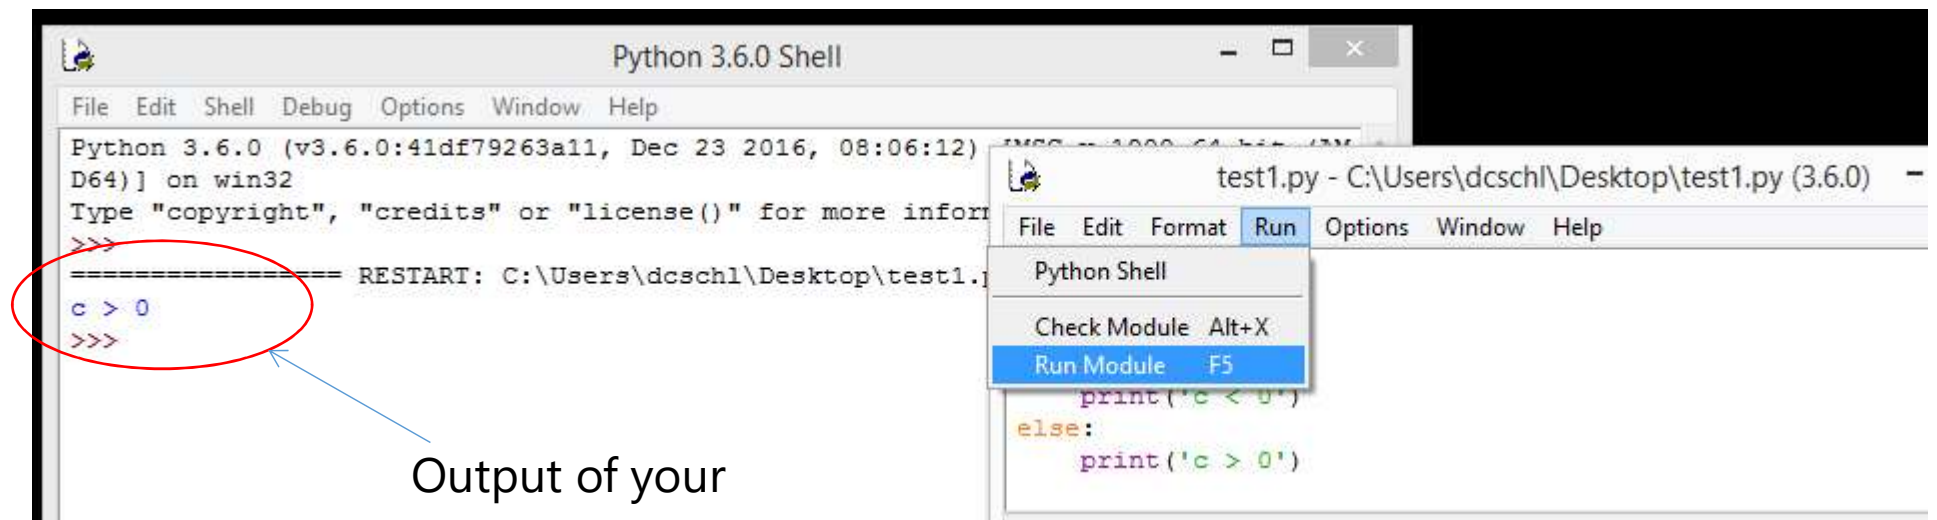 Python 3.6.0 Shell
File Edit Shell Debug Options Window Help
Python 3.6.0 (v3.6.0:41df79263a11, Dec 23 2016, 08:06:12)
D64)] on win32
Type "copyright", "credits" or "license()" for more infor
>>>
================= RESTART: C:\Users\dcschl\Desktop\test1.
c > 0
>>>
Output of your
test1.py - C:\Users\dcschl\Desktop\test1.py (3.6.0)
File Edit Format Run Options Window Help
Python Shell
Check Module Alt+X
Run Module F5
print('c < 0')
else:
print('c > 0')